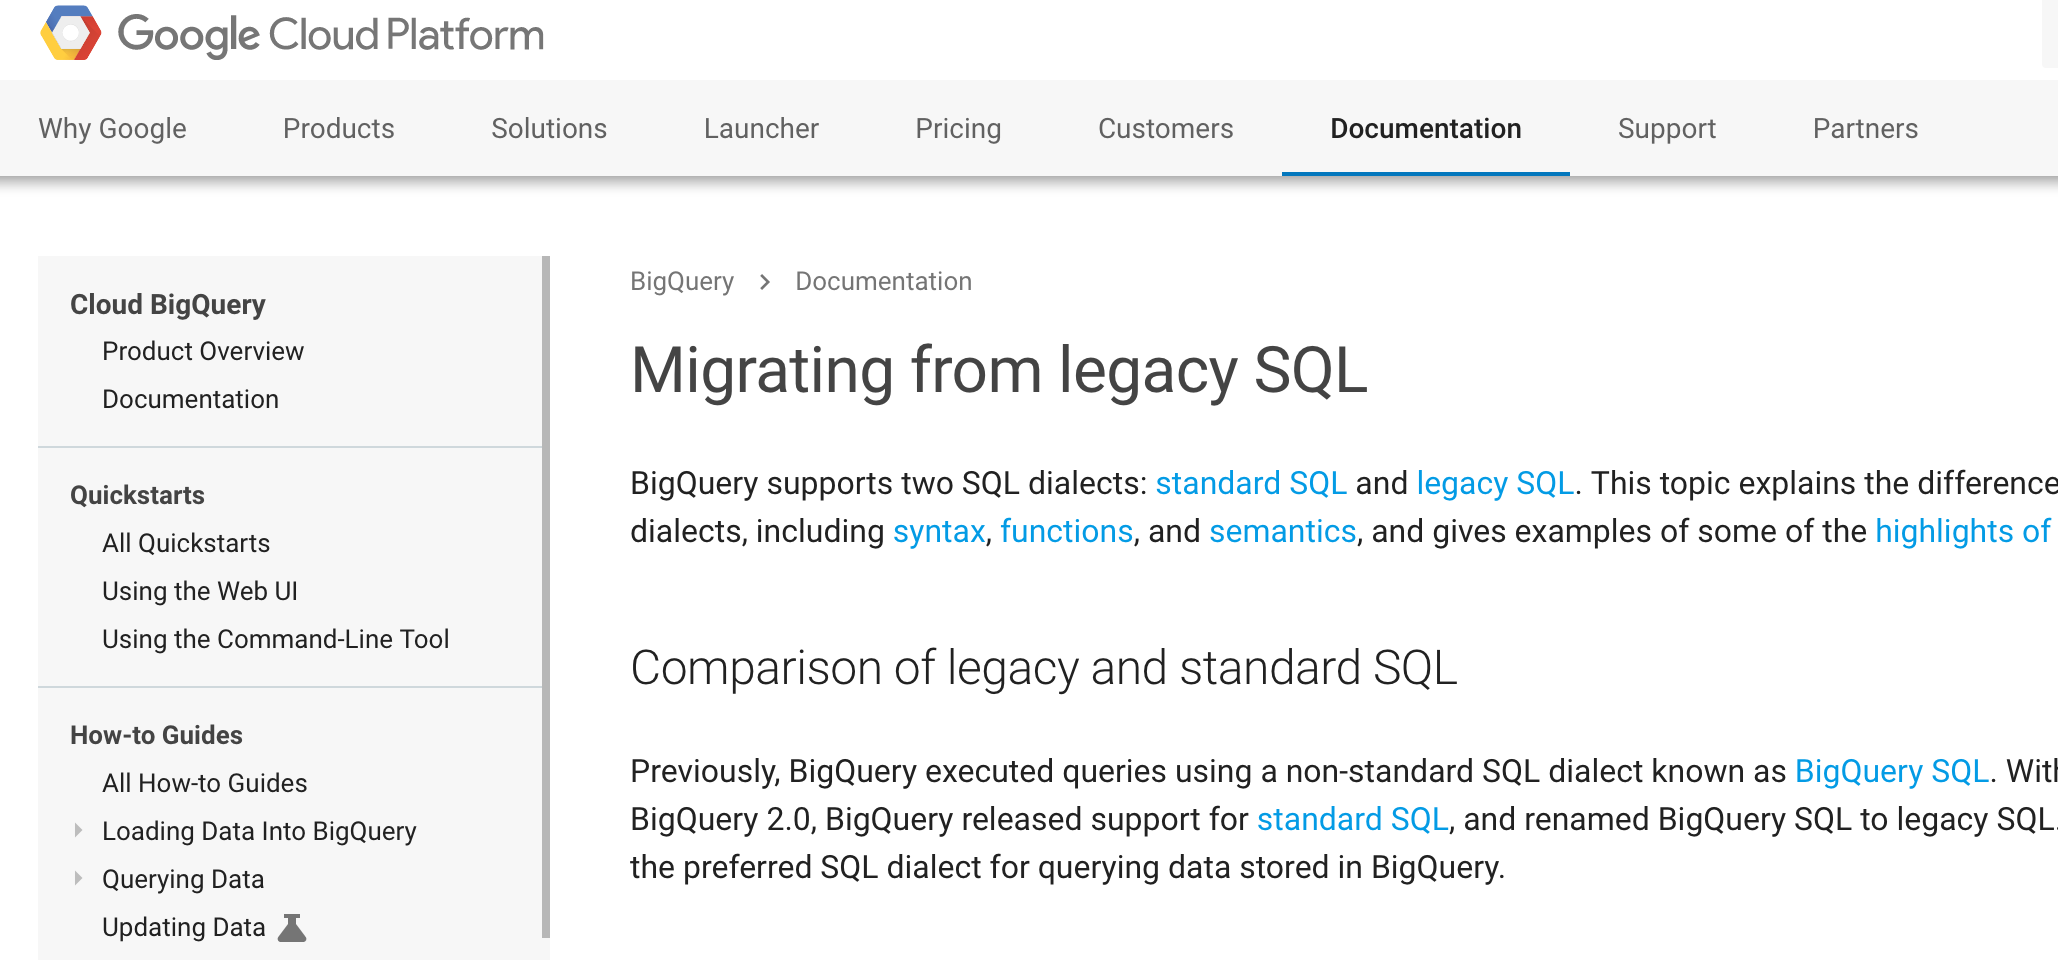 Google Cloud Platform
Why Google Products Solutions Launcher Pricing Customers Documentation Support Partners
Cloud BigQuery
Product Overview
Documentation
Quickstarts
All Quickstarts
Using the Web UI
Using the Command-Line Tool
How-to Guides
All How-to Guides
Loading Data Into BigQuery
Querying Data
Updating Data
BigQuery > Documentation
Migrating from legacy SQL
BigQuery supports two SQL dialects: standard SQL and legacy SQL. This topic explains the difference
dialects, including syntax, functions, and semantics, and gives examples of some of the highlights of
Comparison of legacy and standard SQL
Previously, BigQuery executed queries using a non-standard SQL dialect known as BigQuery SQL. With
BigQuery 2.0, BigQuery released support for standard SQL, and renamed BigQuery SQL to legacy SQL.
the preferred SQL dialect for querying data stored in BigQuery.